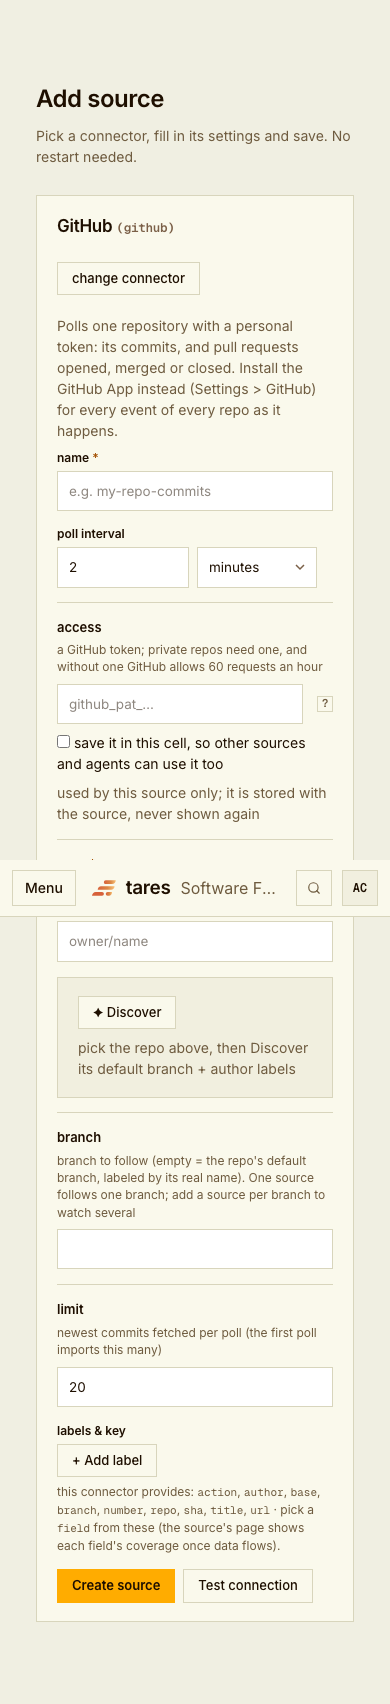 Add source
Pick a connector, fill in its settings and save. No
restart needed.
GitHub (github)
change connector
Polls one repository with a personal
token: its commits, and pull requests
opened, merged or closed. Install the
GitHub App instead (Settings > GitHub)
for every event of every repo as it
happens.
name *
e.g. my-repo-commits
poll interval
2 minutes
access
a GitHub token; private repos need one, and
without one GitHub allows 60 requests an hour
github_pat_... ?
save it in this cell, so other sources
and agents can use it too
used by this source only; it is stored with
the source, never shown again
Menu tares Software F... AC
owner/name
✦ Discover
pick the repo above, then Discover
its default branch + author labels
branch
branch to follow (empty = the repo's default
branch, labeled by its real name). One source
follows one branch; add a source per branch to
watch several
limit
newest commits fetched per poll (the first poll
imports this many)
20
labels & key
+ Add label
this connector provides: action, author, base,
branch, number, repo, sha, title, url · pick a
field from these (the source's page shows
each field's coverage once data flows).
Create source Test connection